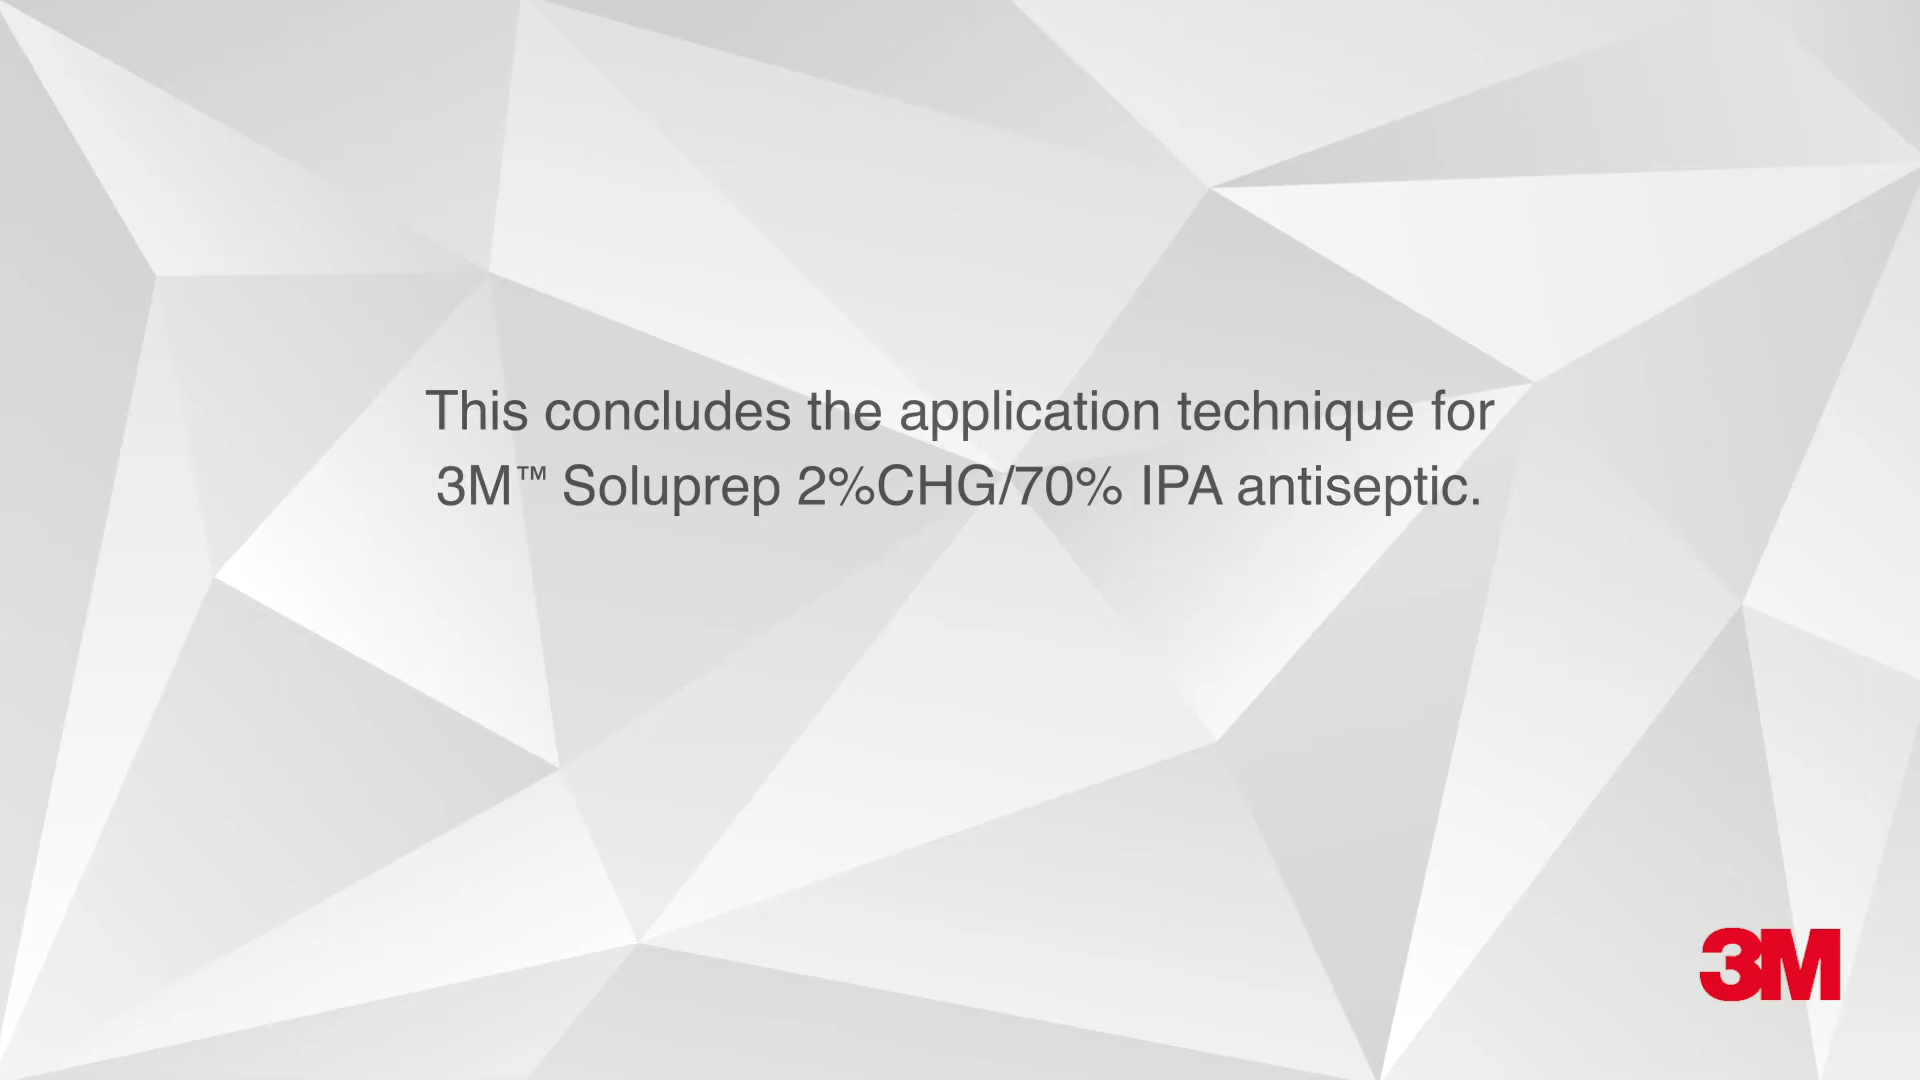 This concludes the application technique for
3M™ Soluprep 2%CHG/70% IPA antiseptic.
3M